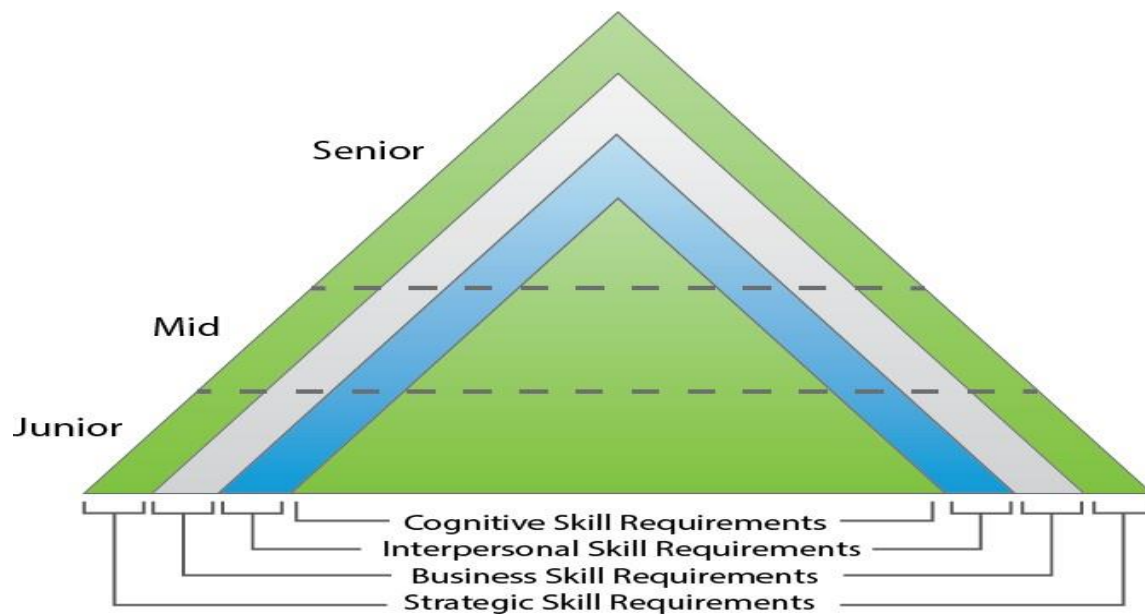 Senior
Mid
Junior
Cognitive Skill Requirements
Interpersonal Skill Requirements
Business Skill Requirements
Strategic Skill Requirements